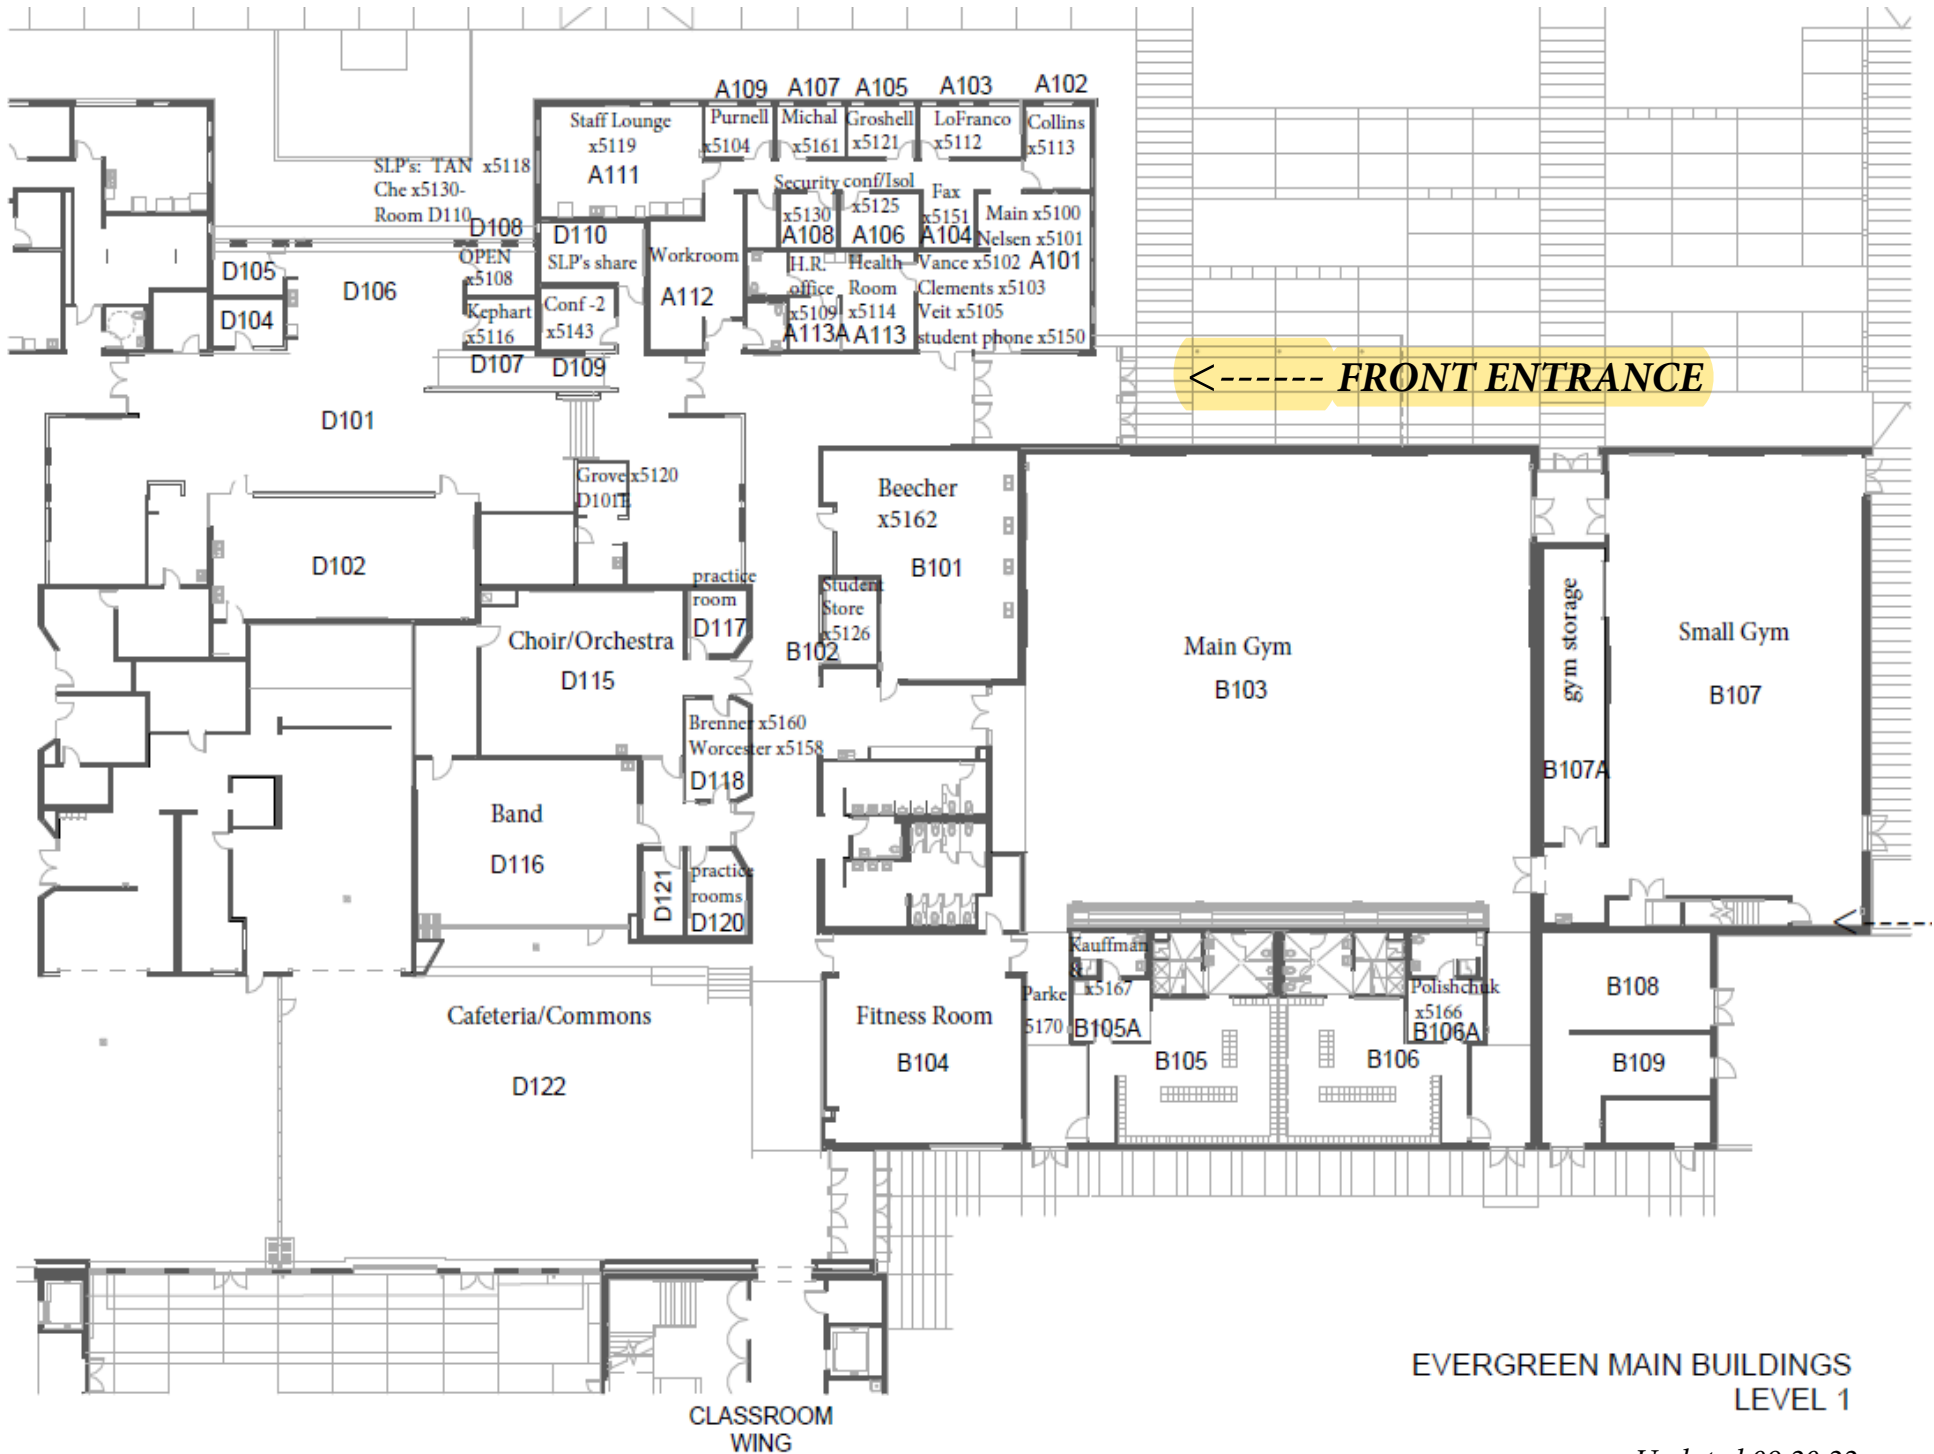 A109 A107 A105 A103 A102
Staff Lounge
x5119
A111
Purnell
x5104
Michal
x5161
Groshell
x5121
LoFranco
x5112
Collins
x5113
SLP's: TAN x5118
Che x5130-
Room D110
D108
Security
x5130
A108
conf/Isol
x5125
A106
Fax
x5151
A104
Main x5100
Nelsen x5101
Vance x5102 A101
Clements x5103
Veit x5105
student phone x5150
D105
D106
OPEN
x5108
D110
SLP's share
Workroom
A112
H.R.
office
x5109
A113A
Health
Room
x5114
A113
D104
Kephart
x5116
D107
Conf -2
x5143
D109
<------ FRONT ENTRANCE
D101
Grove x5120
D101E
Beecher
x5162
B101
D102
practice
room
D117
Student
Store
x5126
B102
Choir/Orchestra
D115
Main Gym
B103
gym storage
B107A
Small Gym
B107
Brenner x5160
Worcester x5158
D118
Band
D116
D121
practice
rooms
D120
<----
Kauffman
&
x5167
B105A
Parke
5170
Polishchuk
x5166
B106A
B108
Cafeteria/Commons
D122
Fitness Room
B104
B105
B106
B109
EVERGREEN MAIN BUILDINGS
LEVEL 1
CLASSROOM
WING